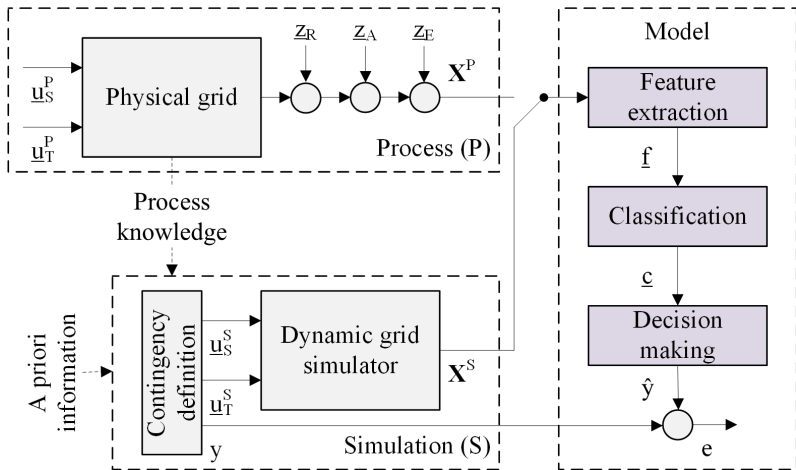 z_R z_A z_E
Model
u_S^P
Physical grid
X^P
Feature
extraction
u_T^P
Process (P)
f
Process
knowledge
Classification
c
A priori
information
Contingency
definition
u_S^S
Dynamic grid
simulator
u_T^S
X^S
Decision
making
ŷ
y
Simulation (S)
e